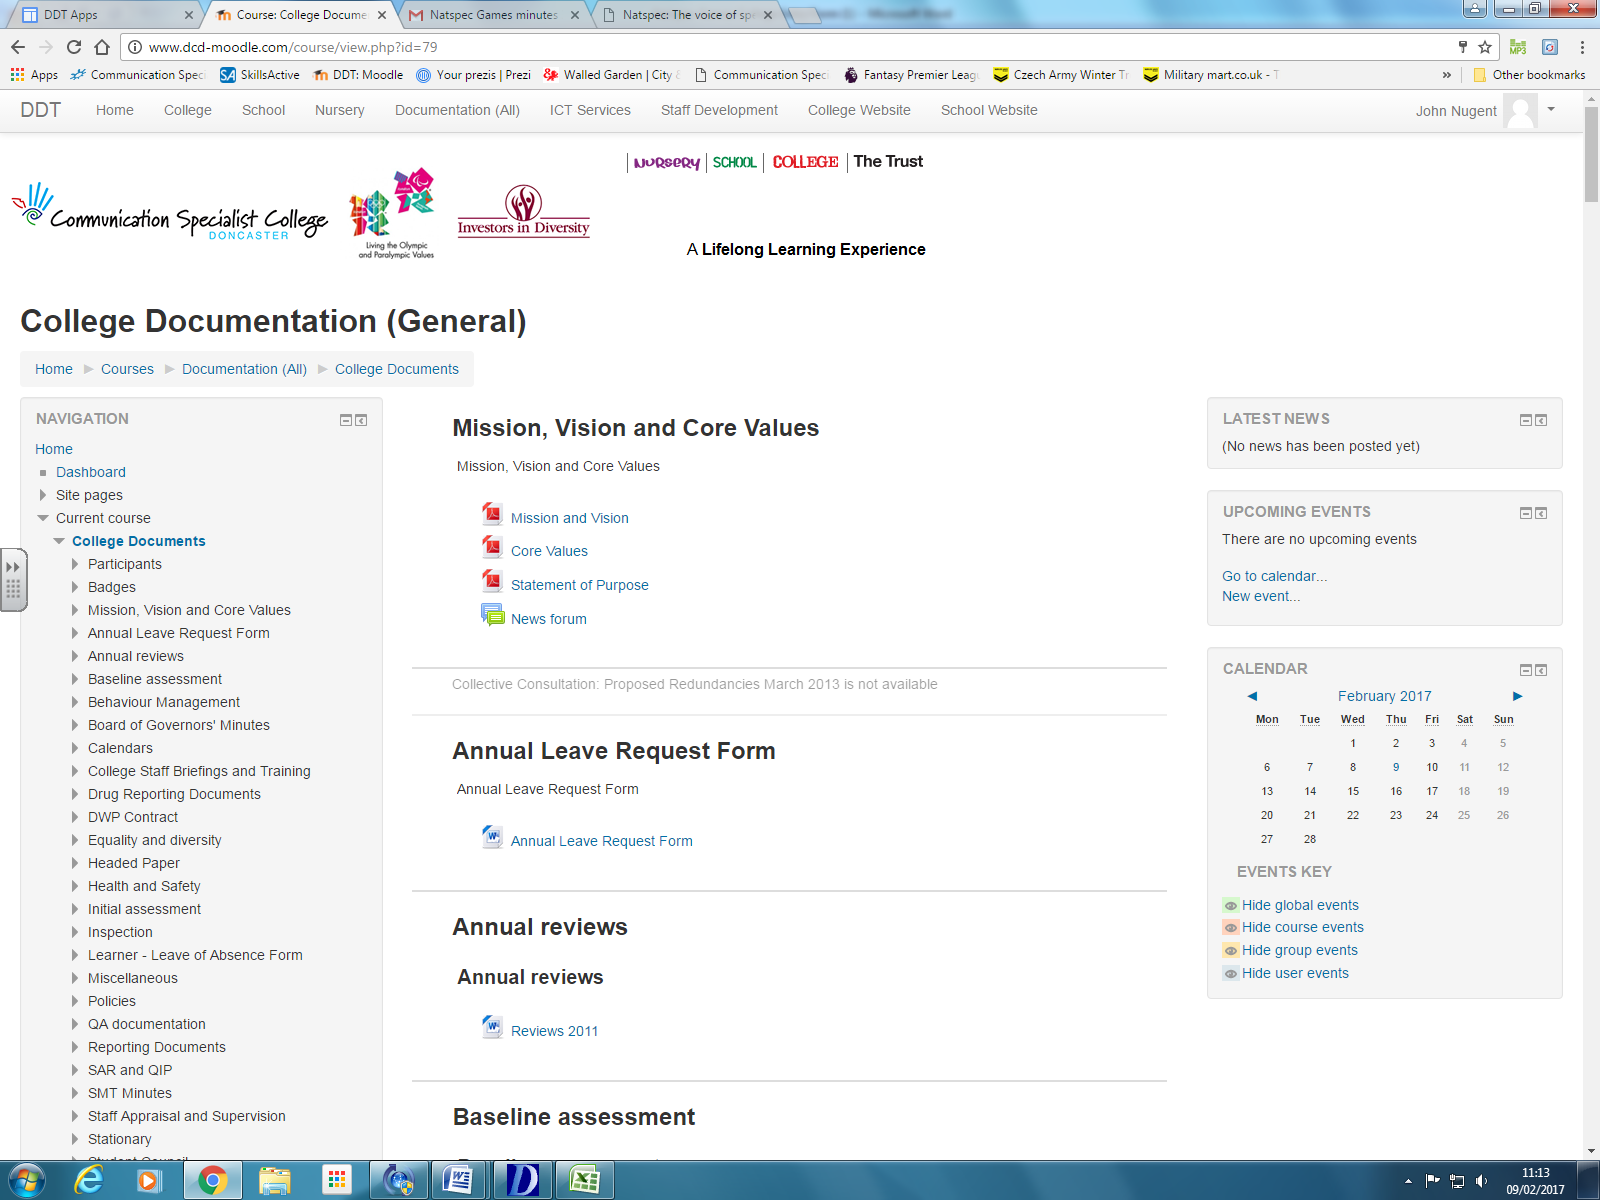 DDT Apps
Course: College Docume
Natspec Games minutes
Natspec: The voice of sp
www.dcd-moodle.com/course/view.php?id=79
MP3
Apps
Communication Speci
SkillsActive
DDT: Moodle
Your prezis | Prezi
Walled Garden | City &
Communication Speci
Fantasy Premier Leag
Czech Army Winter Tr
Military mart.co.uk - T
» Other bookmarks
DDT Home College School Nursery Documentation (All) ICT Services Staff Development College Website School Website
John Nugent
NURSERY | SCHOOL | COLLEGE | The Trust
Communication Specialist College
DONCASTER
Living the Olympic
and Paralympic Values
Investors in Diversity
A Lifelong Learning Experience
College Documentation (General)
Home ▶ Courses ▶ Documentation (All) ▶ College Documents
NAVIGATION
Home
Dashboard
Site pages
Current course
College Documents
Participants
Badges
Mission, Vision and Core Values
Annual Leave Request Form
Annual reviews
Baseline assessment
Behaviour Management
Board of Governors' Minutes
Calendars
College Staff Briefings and Training
Drug Reporting Documents
DWP Contract
Equality and diversity
Headed Paper
Health and Safety
Initial assessment
Inspection
Learner - Leave of Absence Form
Miscellaneous
Policies
QA documentation
Reporting Documents
SAR and QIP
SMT Minutes
Staff Appraisal and Supervision
Stationary
Mission, Vision and Core Values
Mission, Vision and Core Values
Mission and Vision
Core Values
Statement of Purpose
News forum
Collective Consultation: Proposed Redundancies March 2013 is not available
Annual Leave Request Form
Annual Leave Request Form
Annual Leave Request Form
Annual reviews
Annual reviews
Reviews 2011
Baseline assessment
LATEST NEWS
(No news has been posted yet)
UPCOMING EVENTS
There are no upcoming events
Go to calendar...
New event...
CALENDAR
◀ February 2017 ▶
Mon Tue Wed Thu Fri Sat Sun
1 2 3 4 5
6 7 8 9 10 11 12
13 14 15 16 17 18 19
20 21 22 23 24 25 26
27 28
EVENTS KEY
Hide global events
Hide course events
Hide group events
Hide user events
11:13
09/02/2017